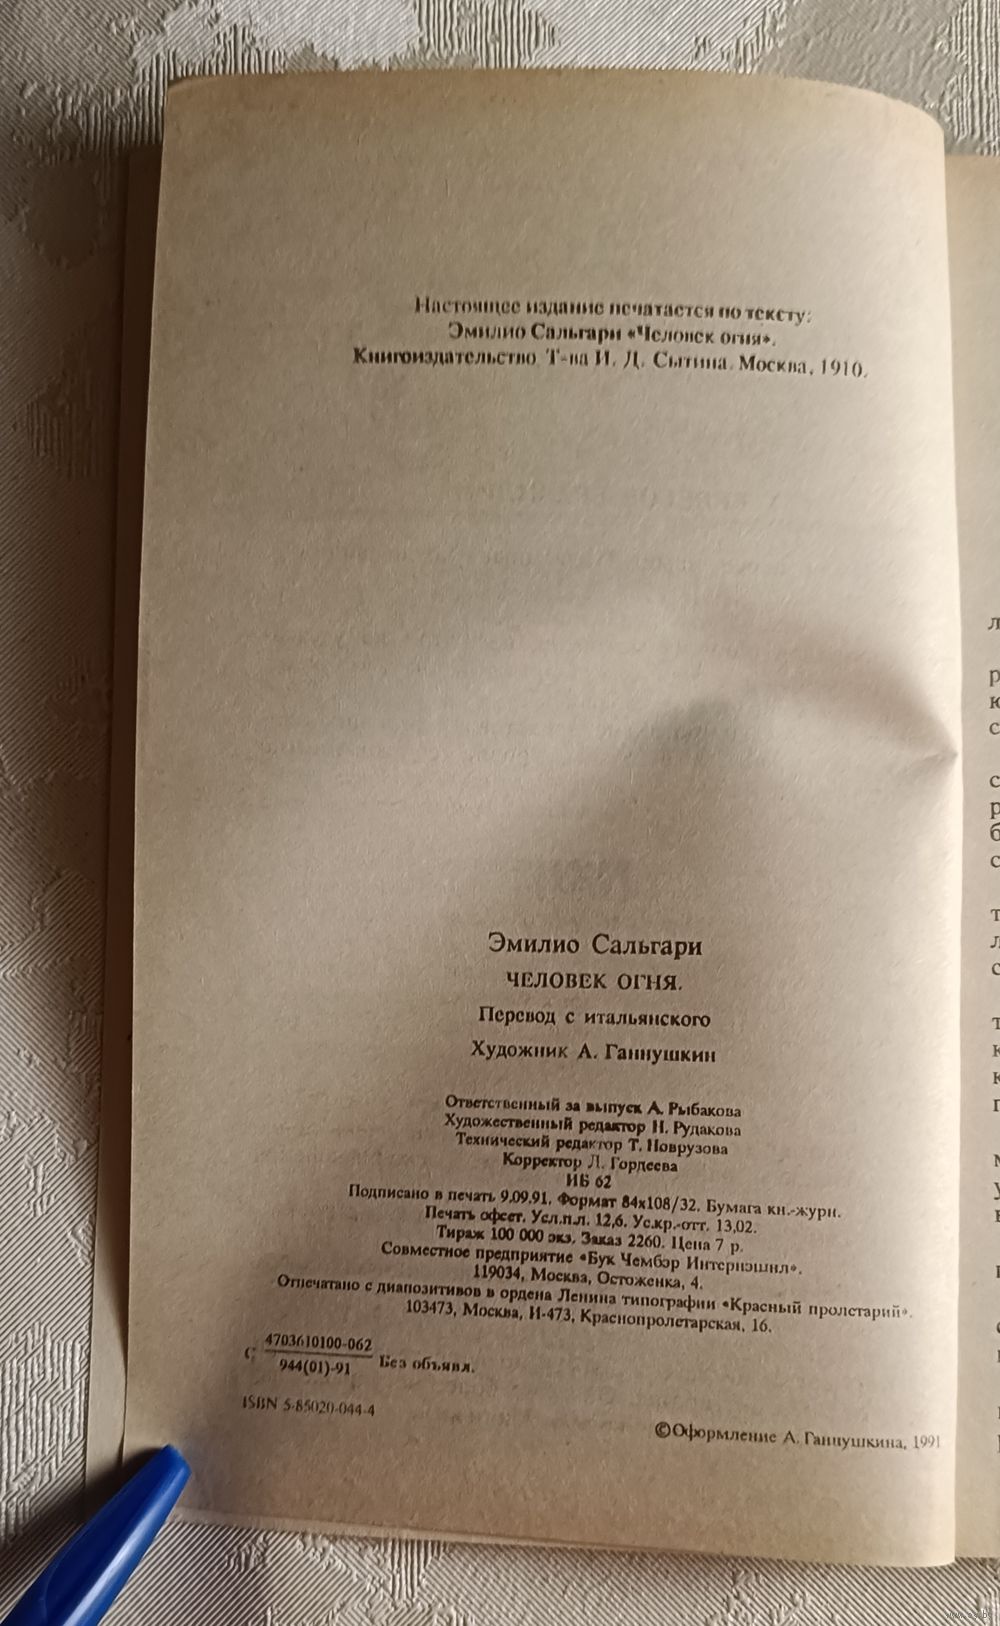 Настоящее издание печатается по тексту:
Эмилио Сальгари «Человек огня».
Книгоиздательство Т-ва И. Д. Сытина. Москва, 1910.
Эмилио Сальгари
ЧЕЛОВЕК ОГНЯ.
Перевод с итальянского
Художник А. Ганнушкин
Ответственный за выпуск А. Рыбакова
Художественный редактор Н. Рудакова
Технический редактор Т. Новрузова
Корректор Л. Гордеева
ИБ 62
Подписано в печать 9.09.91. Формат 84х108/32. Бумага кн.-журн.
Печать офсет. Усл.п.л. 12,6. Ус.кр.-отт. 13,02.
Тираж 100 000 экз. Заказ 2260. Цена 7 р.
Совместное предприятие «Бук Чембэр Интернэшнл».
119034, Москва, Остоженка, 4.
Отпечатано с диапозитивов в ордена Ленина типографии «Красный пролетарий».
103473, Москва, И-473, Краснопролетарская, 16.
С 4703610100-062
944(01)-91 Без объявл.
ISBN 5-85020-044-4
©Оформление А. Ганнушкина, 1991